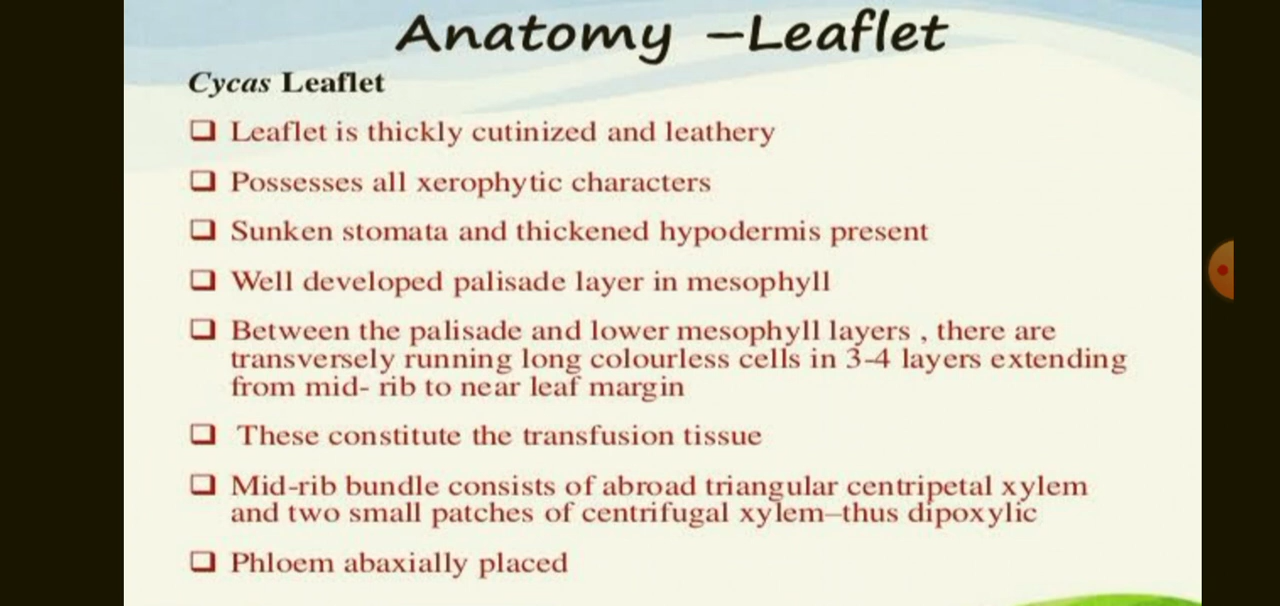 Anatomy –Leaflet
Cycas Leaflet
❑ Leaflet is thickly cutinized and leathery
❑ Possesses all xerophytic characters
❑ Sunken stomata and thickened hypodermis present
❑ Well developed palisade layer in mesophyll
❑ Between the palisade and lower mesophyll layers , there are
transversely running long colourless cells in 3-4 layers extending
from mid- rib to near leaf margin
❑ These constitute the transfusion tissue
❑ Mid-rib bundle consists of abroad triangular centripetal xylem
and two small patches of centrifugal xylem–thus dipoxylic
❑ Phloem abaxially placed